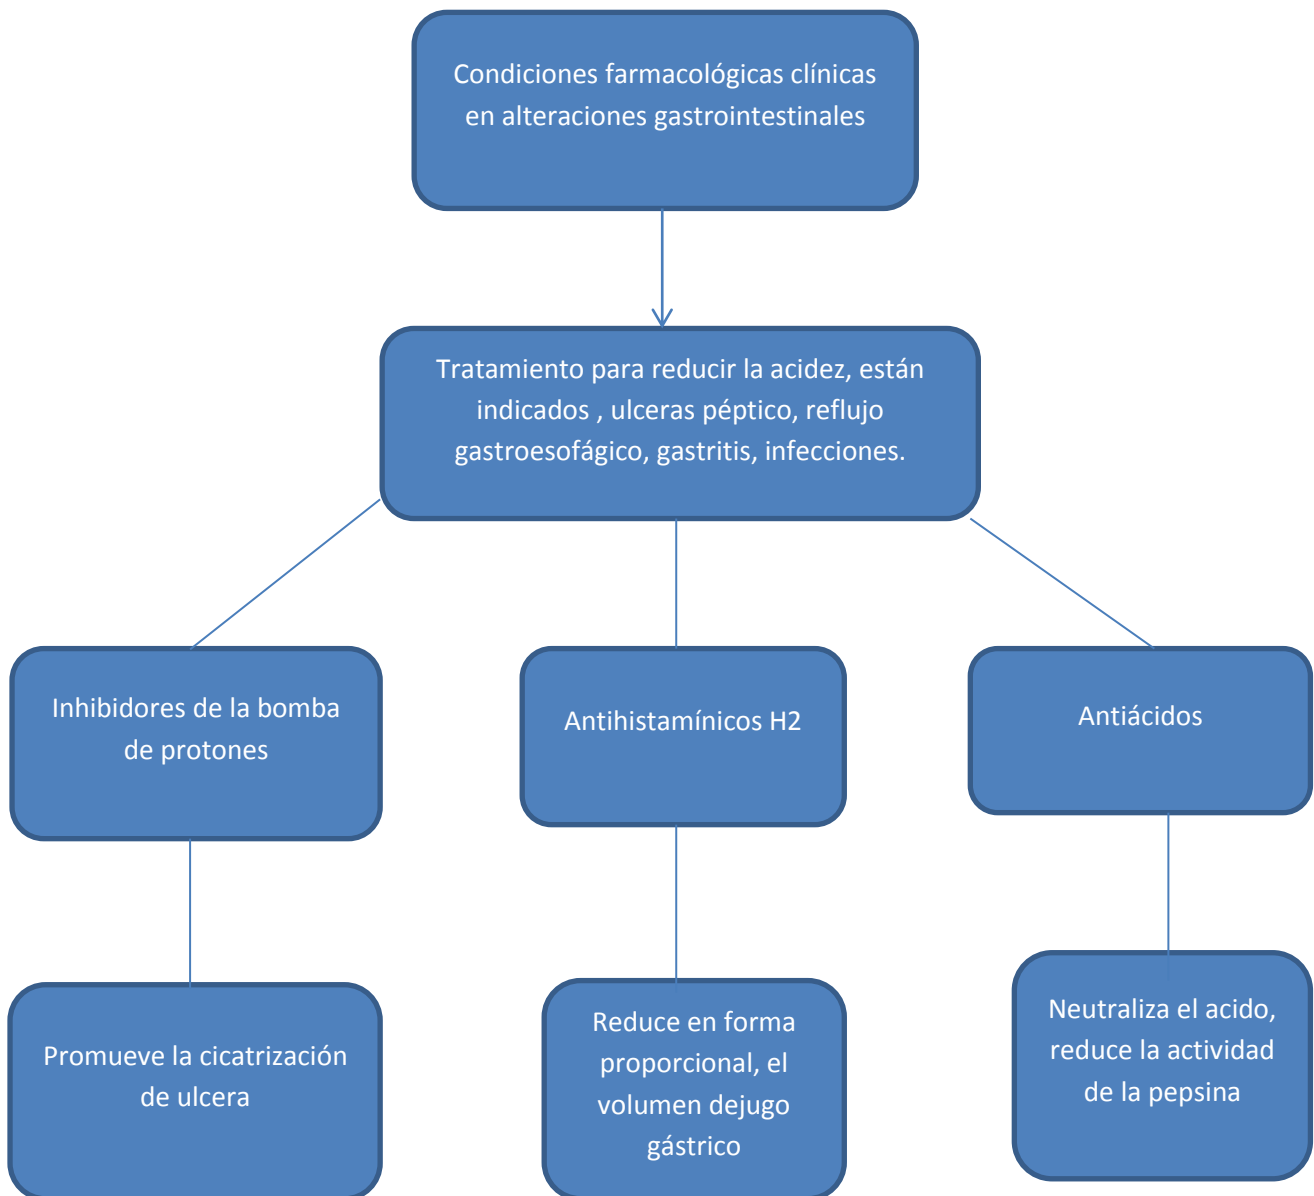 Condiciones farmacológicas clínicas
en alteraciones gastrointestinales
Tratamiento para reducir la acidez, están
indicados , ulceras péptico, reflujo
gastroesofágico, gastritis, infecciones.
Inhibidores de la bomba
de protones
Antihistamínicos H2
Antiácidos
Promueve la cicatrización
de ulcera
Reduce en forma
proporcional, el
volumen dejugo
gástrico
Neutraliza el acido,
reduce la actividad
de la pepsina